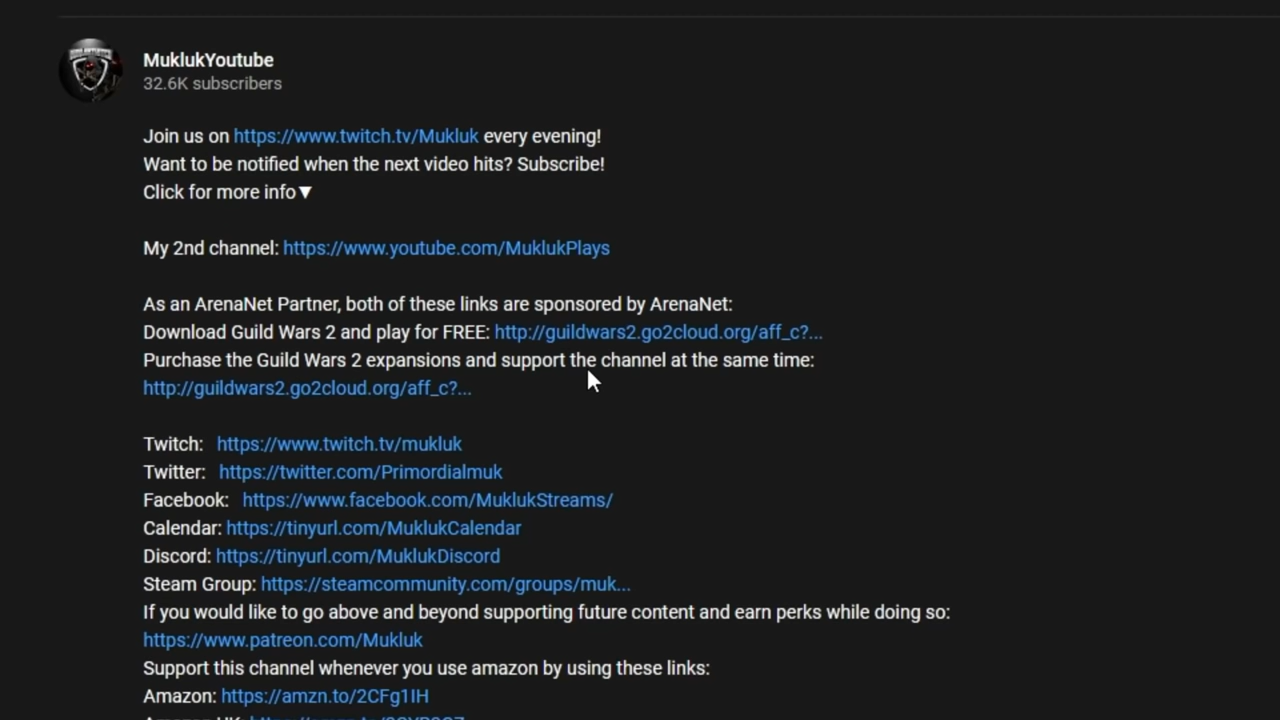 MuklukYoutube
32.6K subscribers
Join us on https://www.twitch.tv/Mukluk every evening!
Want to be notified when the next video hits? Subscribe!
Click for more info▼
My 2nd channel: https://www.youtube.com/MuklukPlays
As an ArenaNet Partner, both of these links are sponsored by ArenaNet:
Download Guild Wars 2 and play for FREE: http://guildwars2.go2cloud.org/aff_c?...
Purchase the Guild Wars 2 expansions and support the channel at the same time:
http://guildwars2.go2cloud.org/aff_c?...
Twitch: https://www.twitch.tv/mukluk
Twitter: https://twitter.com/Primordialmuk
Facebook: https://www.facebook.com/MuklukStreams/
Calendar: https://tinyurl.com/MuklukCalendar
Discord: https://tinyurl.com/MuklukDiscord
Steam Group: https://steamcommunity.com/groups/muk...
If you would like to go above and beyond supporting future content and earn perks while doing so:
https://www.patreon.com/Mukluk
Support this channel whenever you use amazon by using these links:
Amazon: https://amzn.to/2CFg1IH